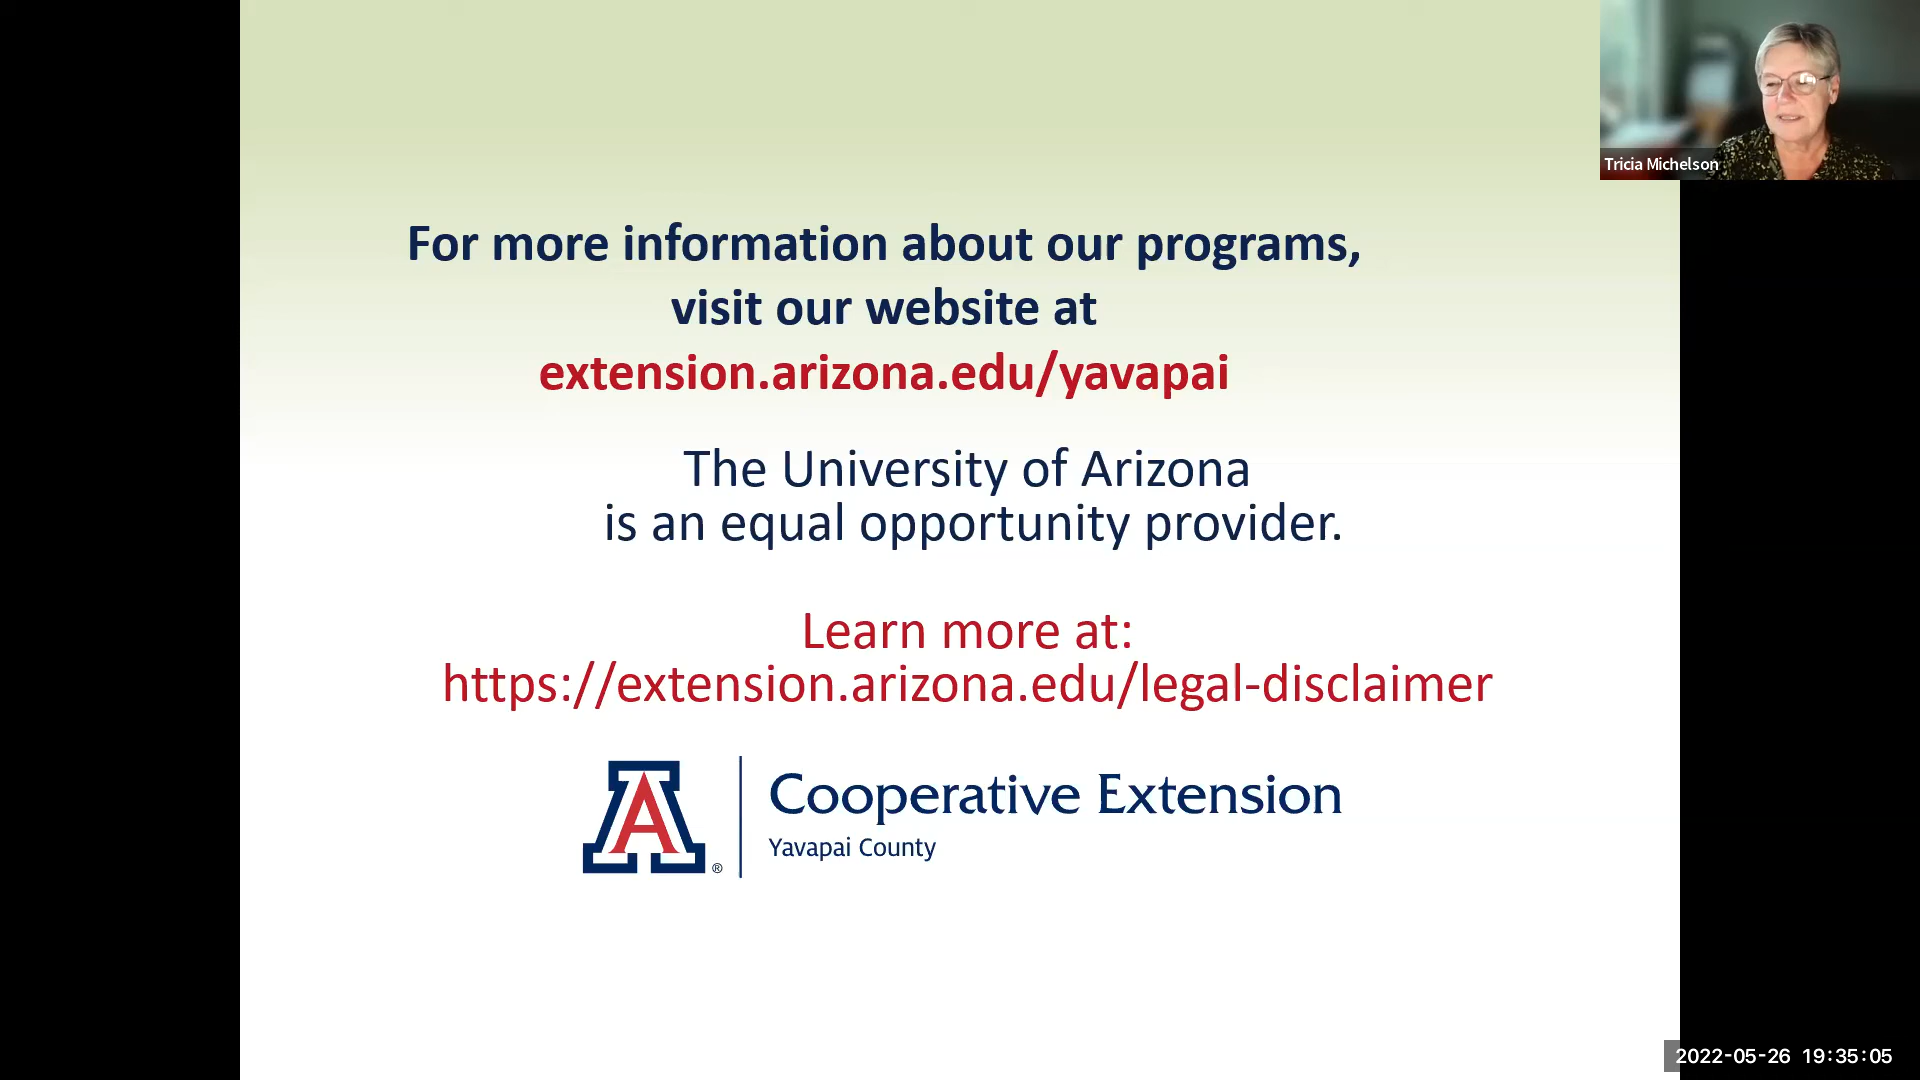 Tricia Michelson
For more information about our programs,
visit our website at
extension.arizona.edu/yavapai
The University of Arizona
is an equal opportunity provider.
Learn more at:
https://extension.arizona.edu/legal-disclaimer
A ®
Cooperative Extension
Yavapai County
2022-05-26 19:35:05